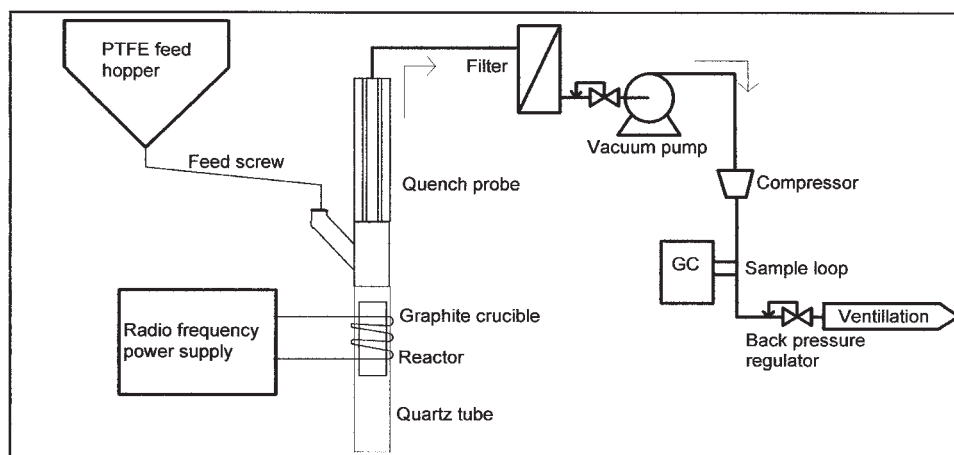 PTFE feed
hopper
Feed screw
Filter
Quench probe
Vacuum pump
Compressor
GC
Sample loop
Radio frequency
power supply
Graphite crucible
Reactor
Quartz tube
Ventillation
Back pressure
regulator